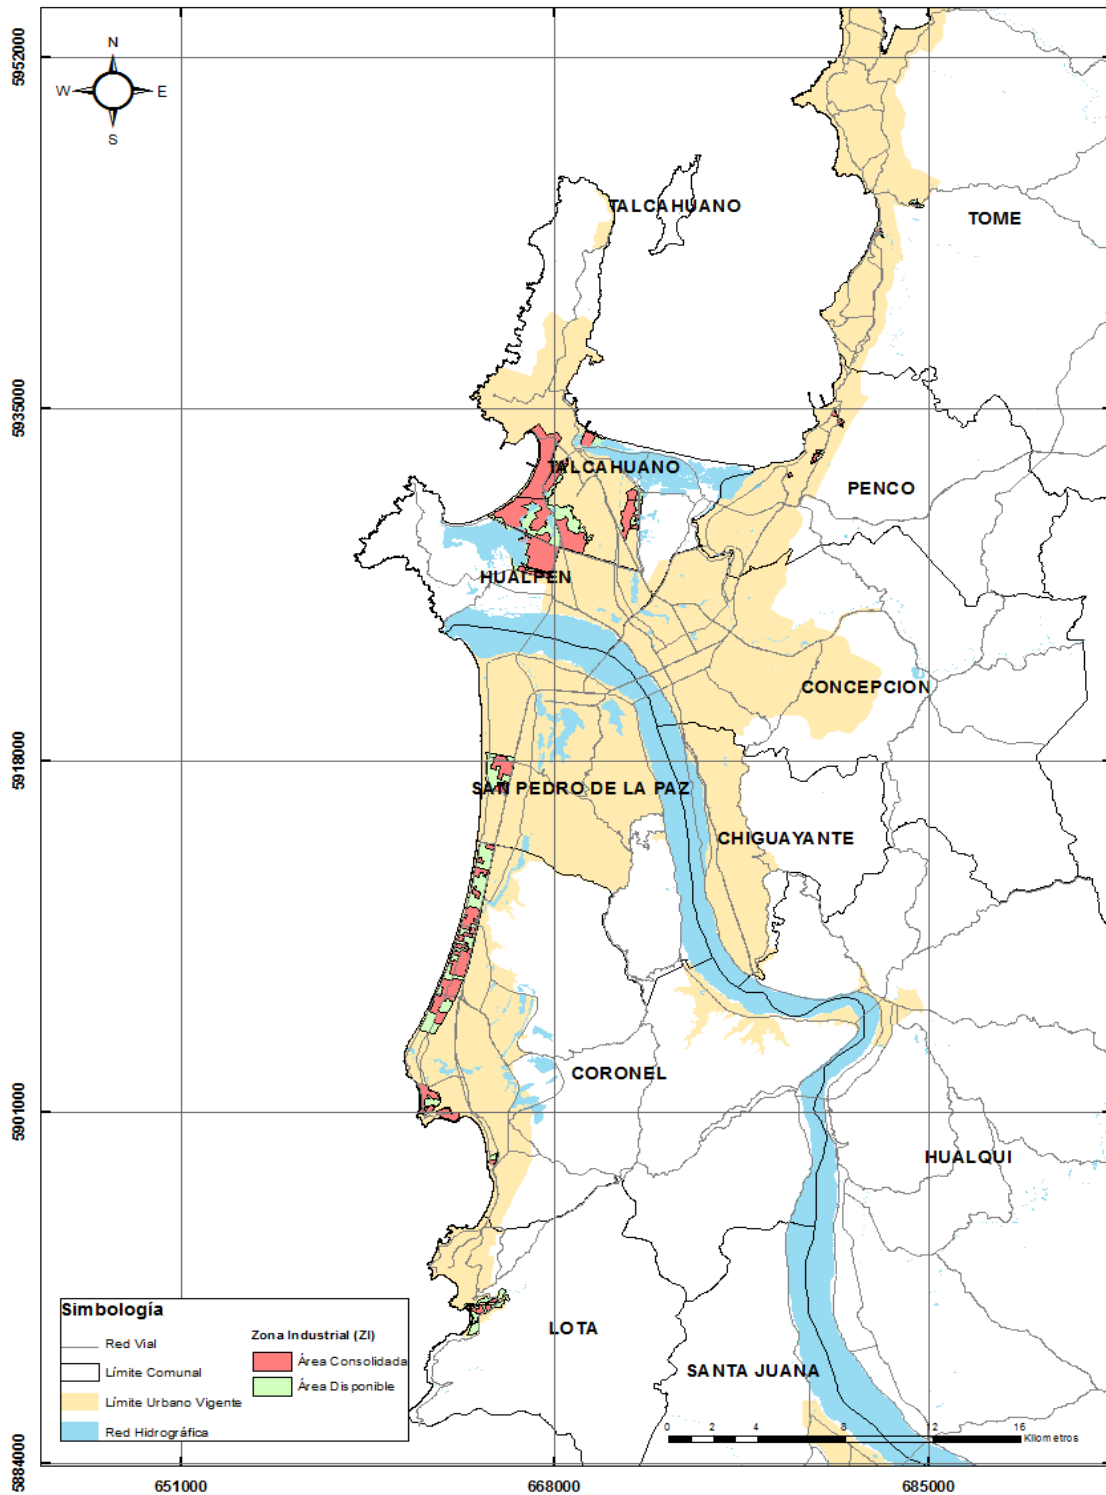 5952000
N
W
E
S
TALCAHUANO
TOME
5935000
TALCAHUANO
PENCO
HUALPEN
CONCEPCION
5918000
SAN PEDRO DE LA PAZ
CHIGUAYANTE
CORONEL
5901000
HUALQUI
LOTA
SANTA JUANA
Simbología
Red Vial
Límite Comunal
Límite Urbano Vigente
Red Hidrográfica
Zona Industrial (ZI)
Área Consolidada
Área Disponible
0 2 4 8 12 16
Kilometros
5884000
651000
668000
685000